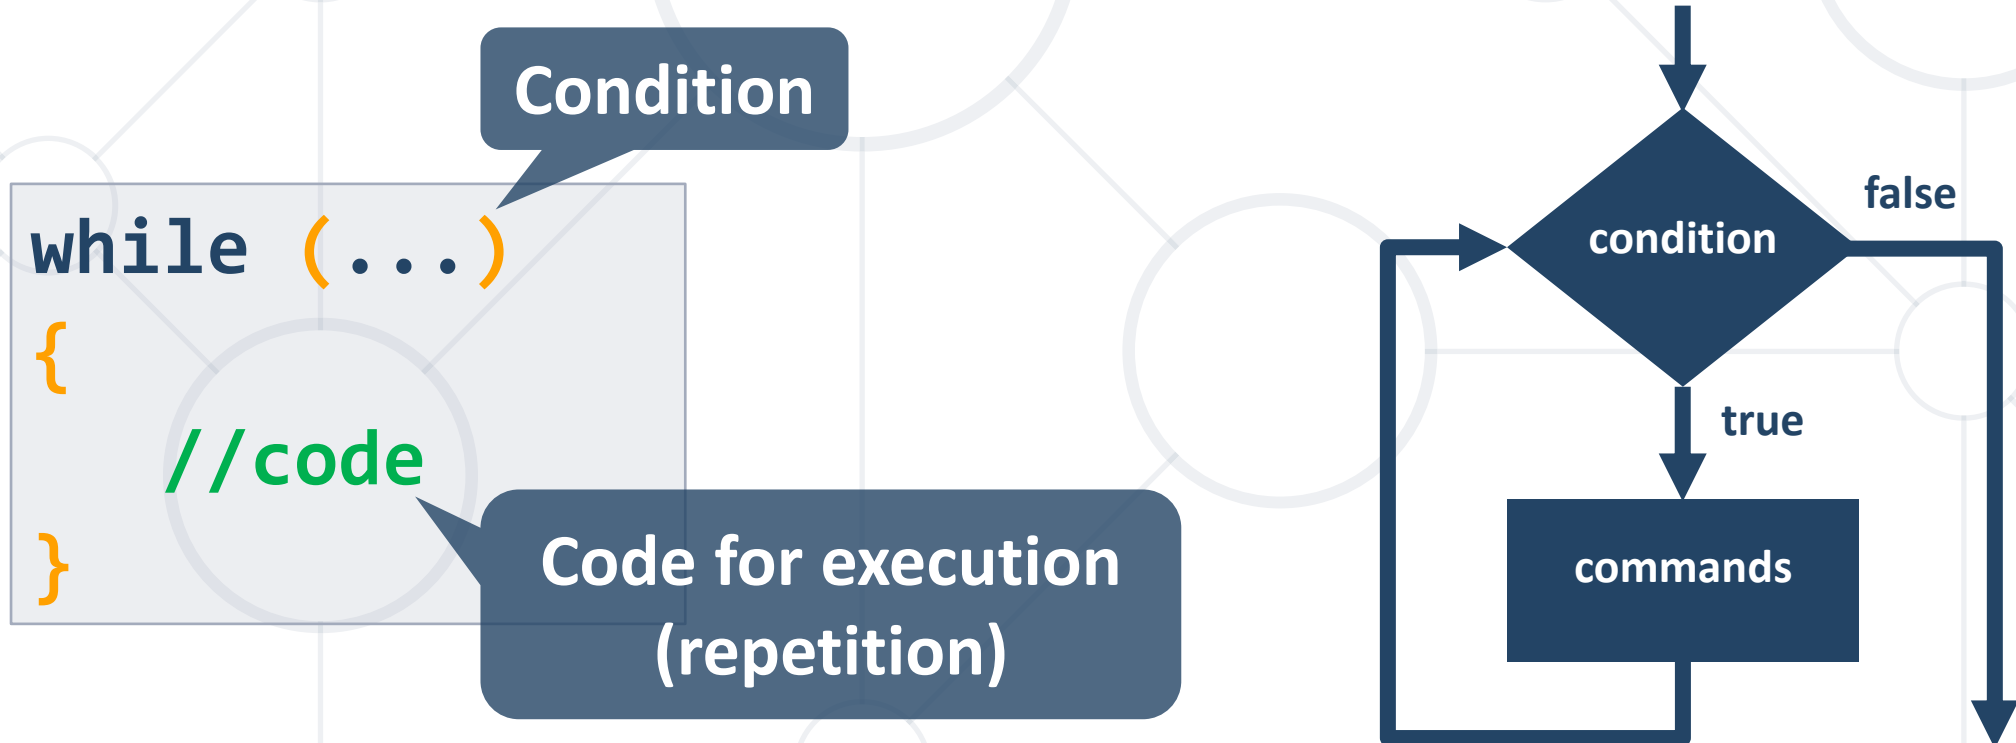 Condition
while (...)
{
//code
}
Code for execution
(repetition)
condition
false
true
commands